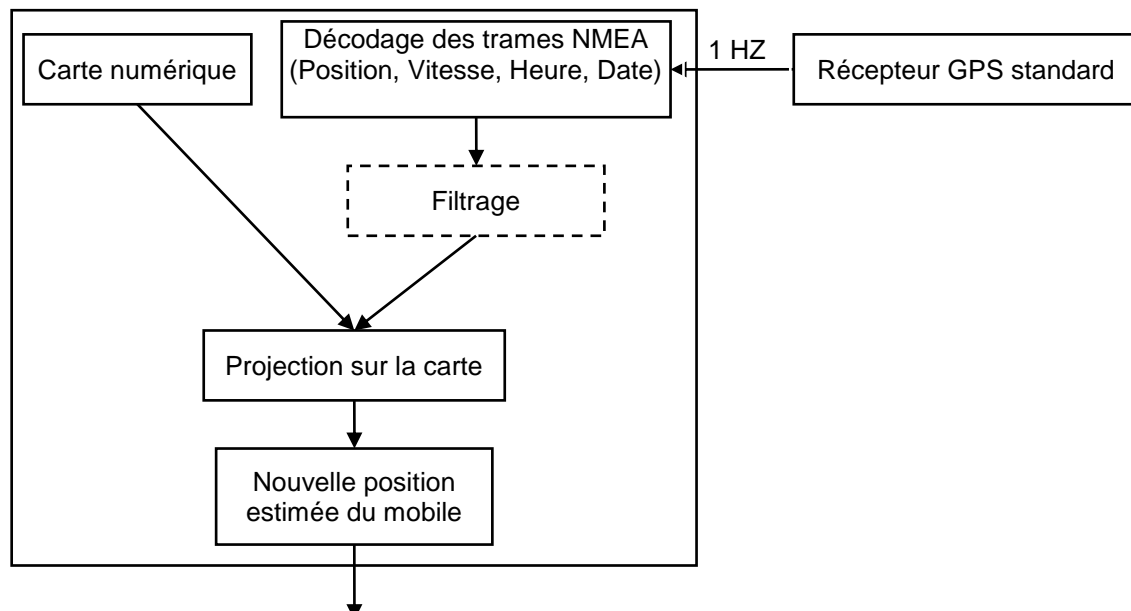 Carte numérique
Décodage des trames NMEA
(Position, Vitesse, Heure, Date)
1 HZ
Récepteur GPS standard
Filtrage
Projection sur la carte
Nouvelle position
estimée du mobile